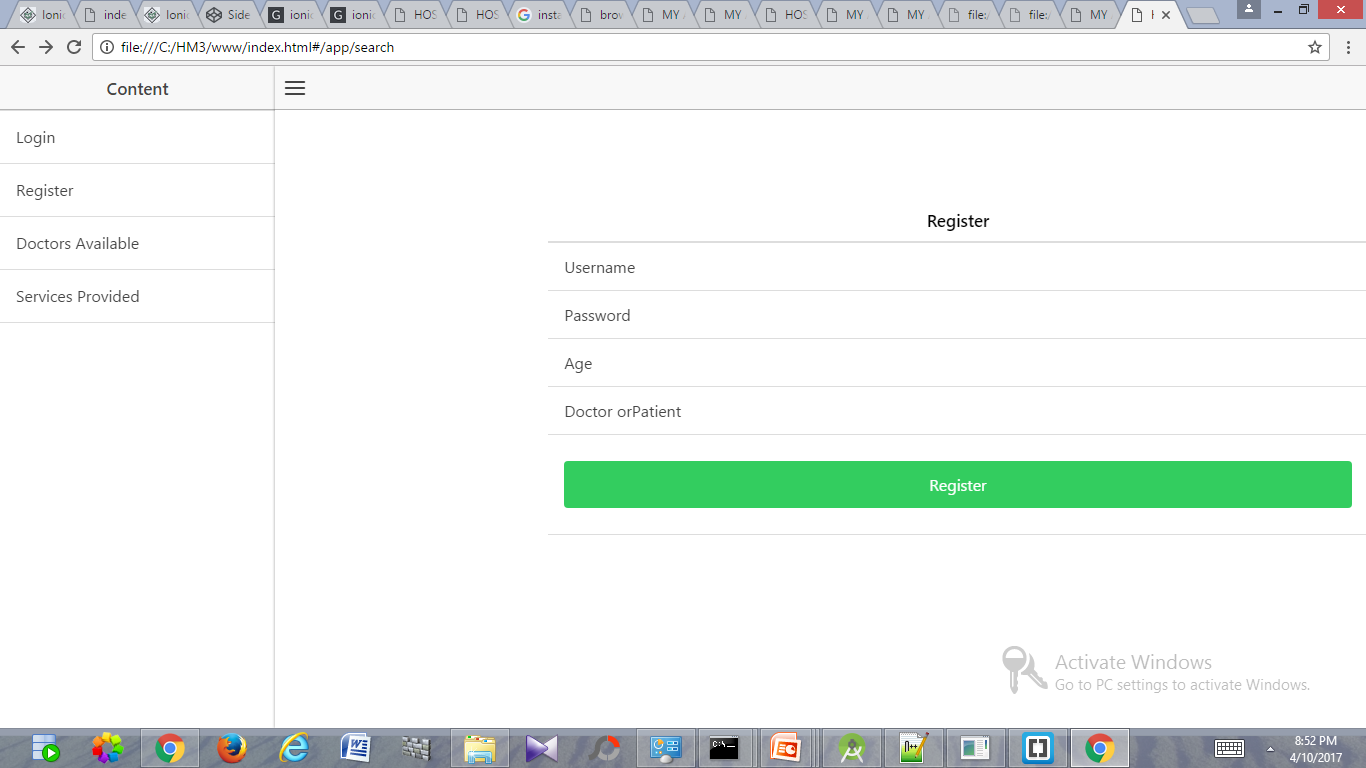 Ionic
inde
Ionic
Side
ionic
ionic
HOS
HOS
insta
brow
MY
MY
HOS
MY
MY
file:/
file:/
MY
file:///C:/HM3/www/index.html#/app/search
Content
Login
Register
Doctors Available
Services Provided
Register
Username
Password
Age
Doctor orPatient
Register
Activate Windows
Go to PC settings to activate Windows.
8:52 PM
4/10/2017